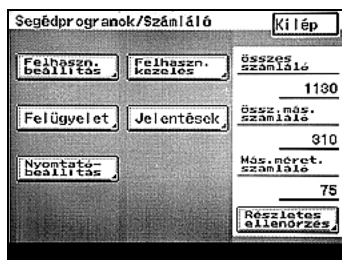 Segédprogramok/Számláló
Kilép
Felhaszn.
beállítás
Felhaszn.
kezelés
Összes
számláló
1130
Felügyelet
Jelentések
Össz.más.
számláló
310
Nyomtató-
beállítás
Más.méret.
számláló
75
Részletes
ellenőrzés